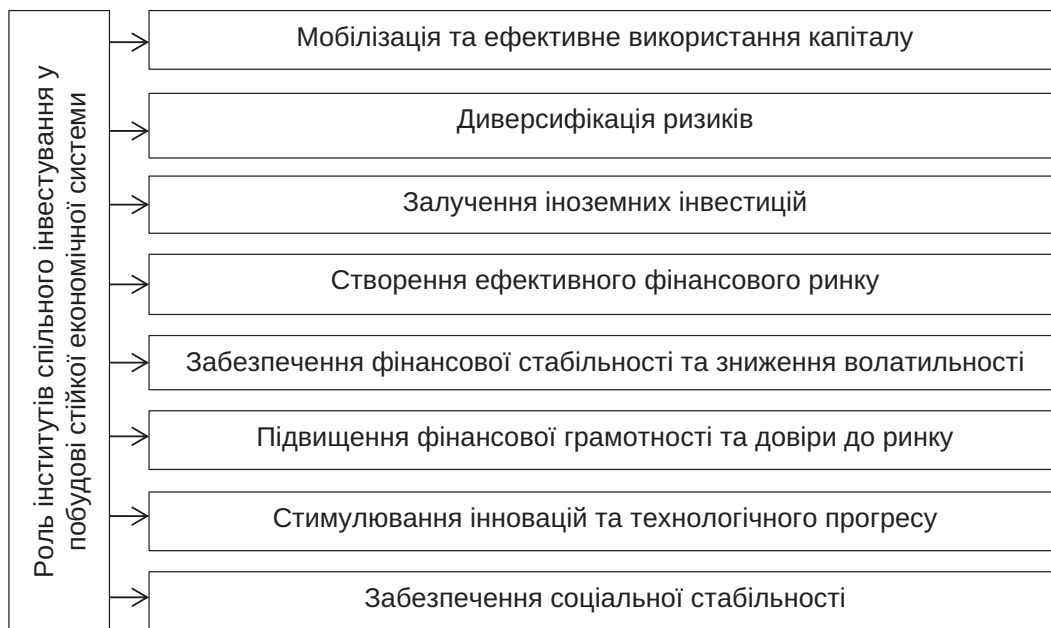 Роль інститутів спільного інвестування у
побудові стійкої економічної системи
Мобілізація та ефективне використання капіталу
Диверсифікація ризиків
Залучення іноземних інвестицій
Створення ефективного фінансового ринку
Забезпечення фінансової стабільності та зниження волатильності
Підвищення фінансової грамотності та довіри до ринку
Стимулювання інновацій та технологічного прогресу
Забезпечення соціальної стабільності